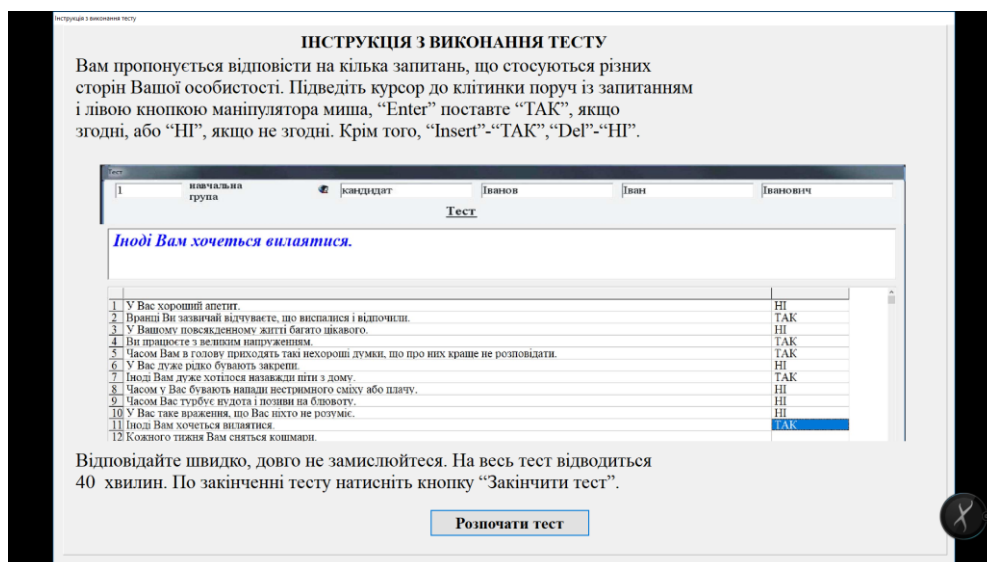 Інструкція з виконання тесту
ІНСТРУКЦІЯ З ВИКОНАННЯ ТЕСТУ
Вам пропонується відповісти на кілька запитань, що стосуються різних
сторін Вашої особистості. Підведіть курсор до клітинки поруч із запитанням
і лівою кнопкою маніпулятора миша, “Enter” поставте “ТАК”, якщо
згодні, або “НІ”, якщо не згодні. Крім того, “Insert”-“ТАК”,“Del”-“НІ”.
Тест
1 навчальна група кандидат Іванов Іван Іванович
Тест
Іноді Вам хочеться вилаятися.
1 У Вас хороший апетит. НІ
2 Вранці Ви зазвичай відчуваєте, що виспалися і відпочили. ТАК
3 У Вашому повсякденному житті багато цікавого. НІ
4 Ви працюєте з великим напруженням. ТАК
5 Часом Вам в голову приходять такі нехороші думки, що про них краще не розповідати. ТАК
6 У Вас дуже рідко бувають закрепи. НІ
7 Іноді Вам дуже хотілося назавжди піти з дому. ТАК
8 Часом у Вас бувають напади нестримного сміху або плачу. НІ
9 Часом Вас турбує нудота і позиви на блювоту. НІ
10 У Вас таке враження, що Вас ніхто не розуміє. НІ
11 Іноді Вам хочеться вилаятися. ТАК
12 Кожного тижня Вам сняться кошмари.
Відповідайте швидко, довго не замислюйтеся. На весь тест відводиться
40 хвилин. По закінченні тесту натисніть кнопку “Закінчити тест”.
Розпочати тест